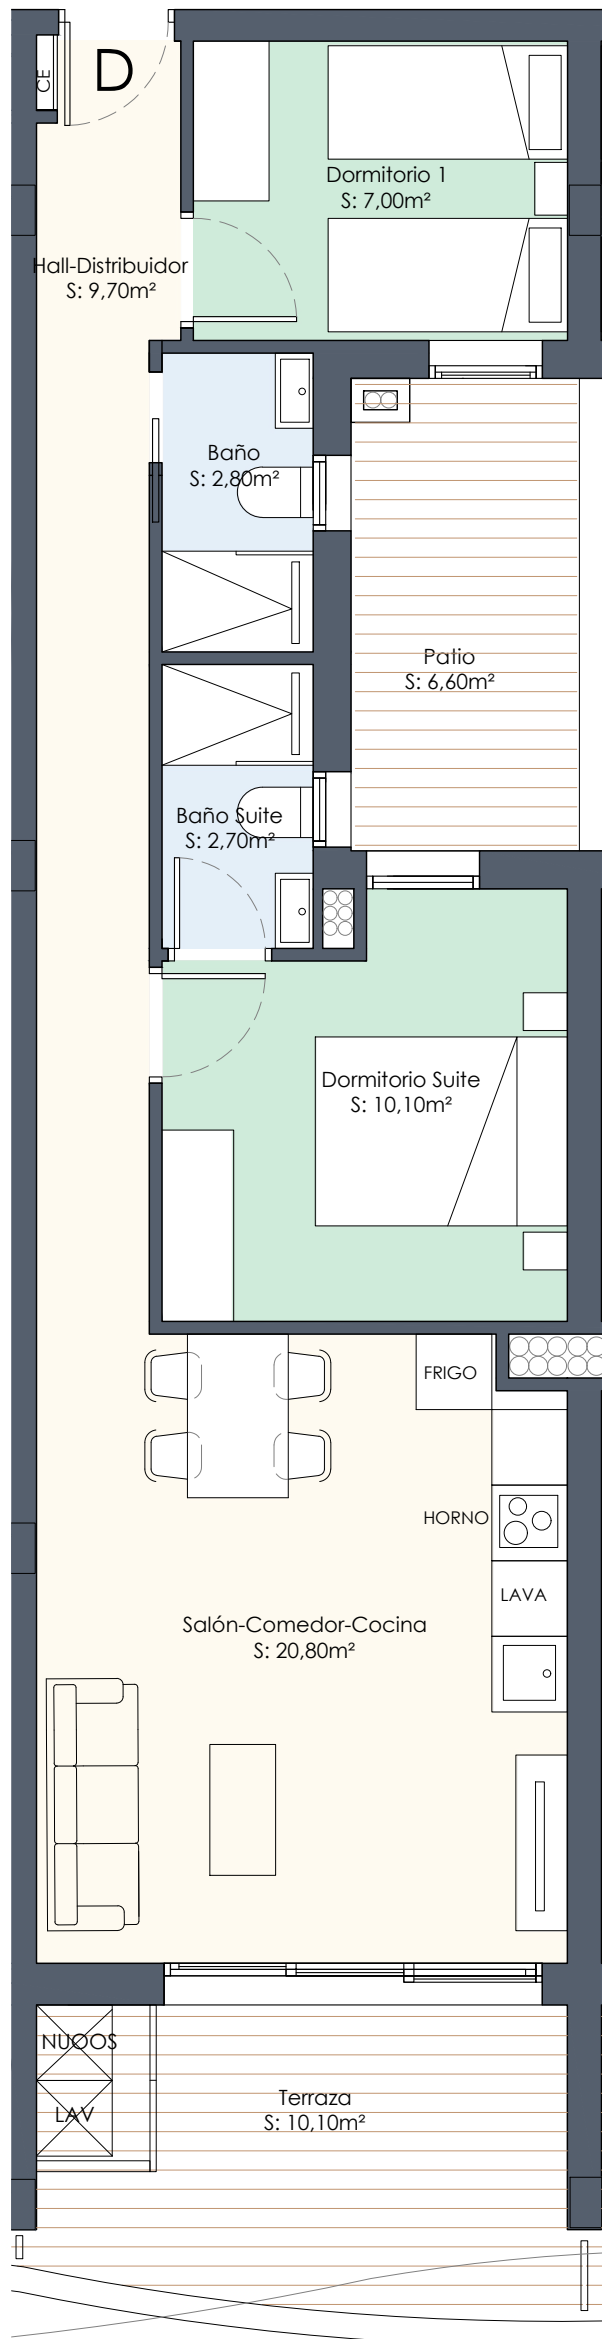 CE
D
Dormitorio 1
S: 7,00m²
Hall-Distribuidor
S: 9,70m²
Baño
S: 2,80m²
Patio
S: 6,60m²
Baño Suite
S: 2,70m²
Dormitorio Suite
S: 10,10m²
FRIGO
HORNO
LAVA
Salón-Comedor-Cocina
S: 20,80m²
NUOOS
LAV
Terraza
S: 10,10m²